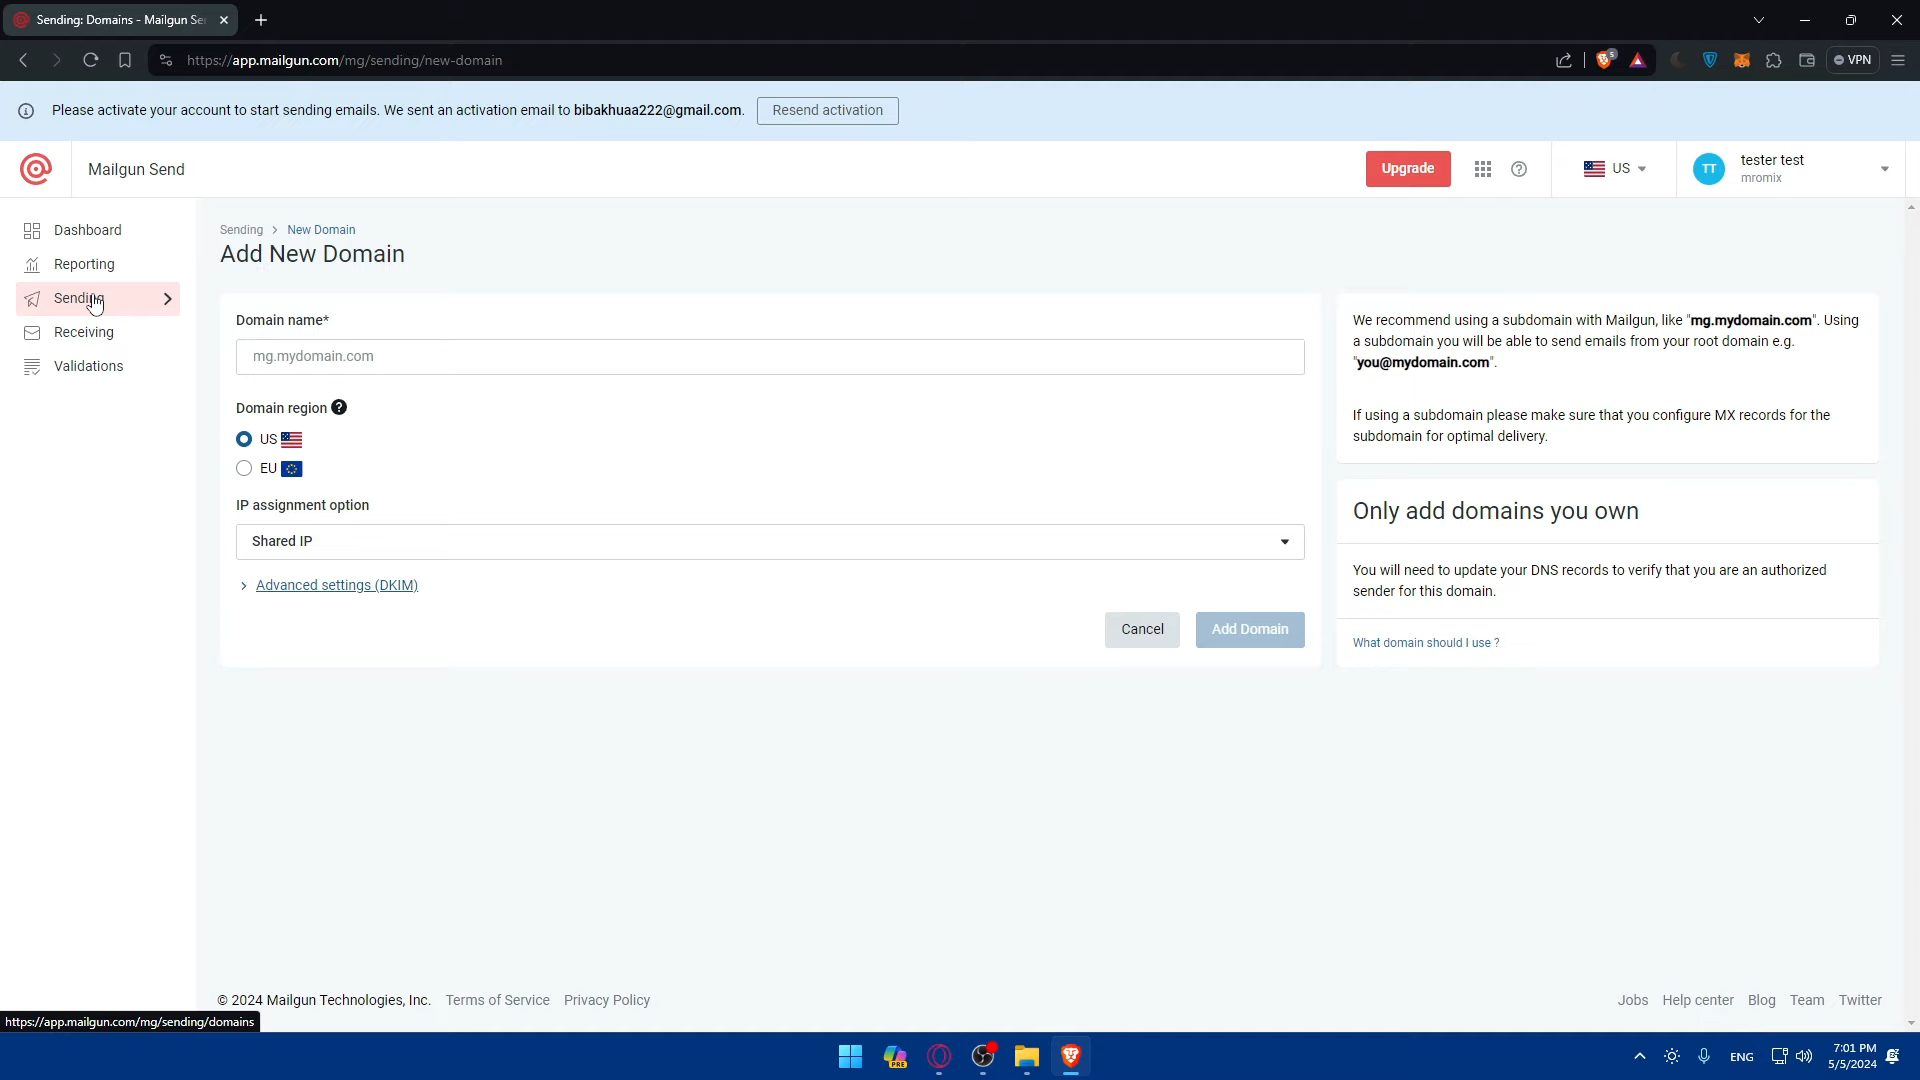 Sending: Domains - Mailgun Se
https://app.mailgun.com/mg/sending/new-domain
5
VPN
Please activate your account to start sending emails. We sent an activation email to bibakhuaa222@gmail.com.
Resend activation
Mailgun Send
Upgrade
US
TT
tester test
mromix
Dashboard
Reporting
Sending
Receiving
Validations
Sending > New Domain
Add New Domain
Domain name*
mg.mydomain.com
Domain region ?
US
EU
IP assignment option
Shared IP
Advanced settings (DKIM)
Cancel
Add Domain
We recommend using a subdomain with Mailgun, like "mg.mydomain.com". Using
a subdomain you will be able to send emails from your root domain e.g.
"you@mydomain.com".
If using a subdomain please make sure that you configure MX records for the
subdomain for optimal delivery.
Only add domains you own
You will need to update your DNS records to verify that you are an authorized
sender for this domain.
What domain should I use ?
© 2024 Mailgun Technologies, Inc. Terms of Service Privacy Policy
Jobs Help center Blog Team Twitter
https://app.mailgun.com/mg/sending/domains
PRE
ENG
7:01 PM
5/5/2024